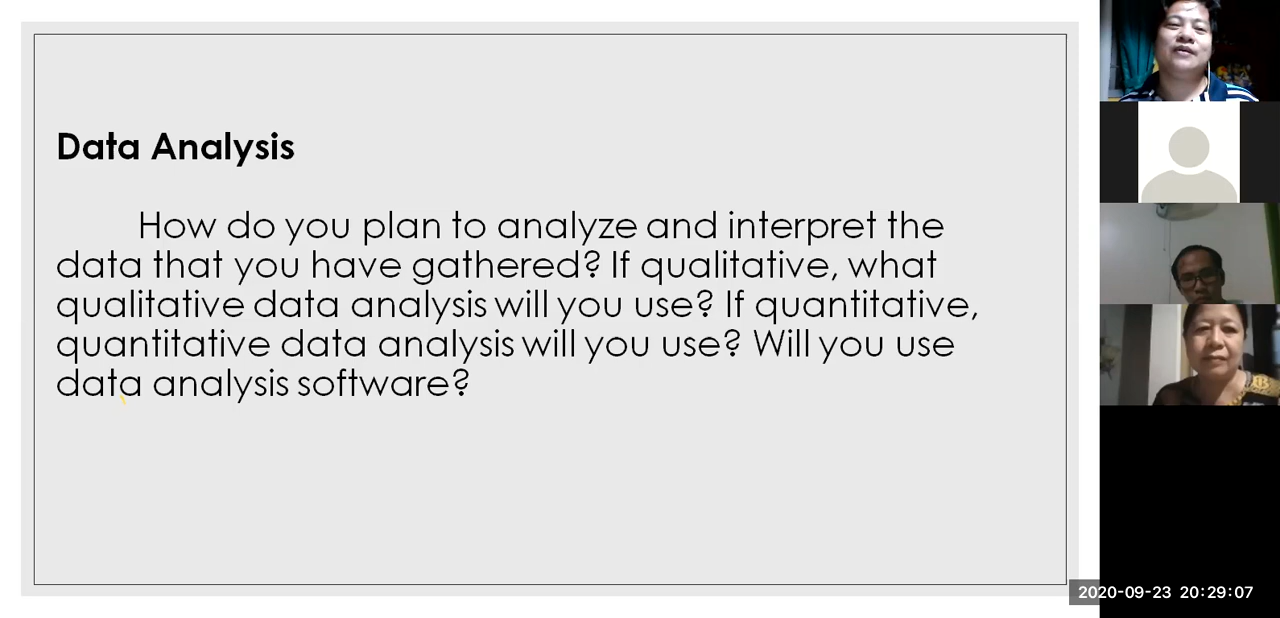 Data Analysis
How do you plan to analyze and interpret the
data that you have gathered? If qualitative, what
qualitative data analysis will you use? If quantitative,
quantitative data analysis will you use? Will you use
data analysis software?
2020-09-23 20:29:07